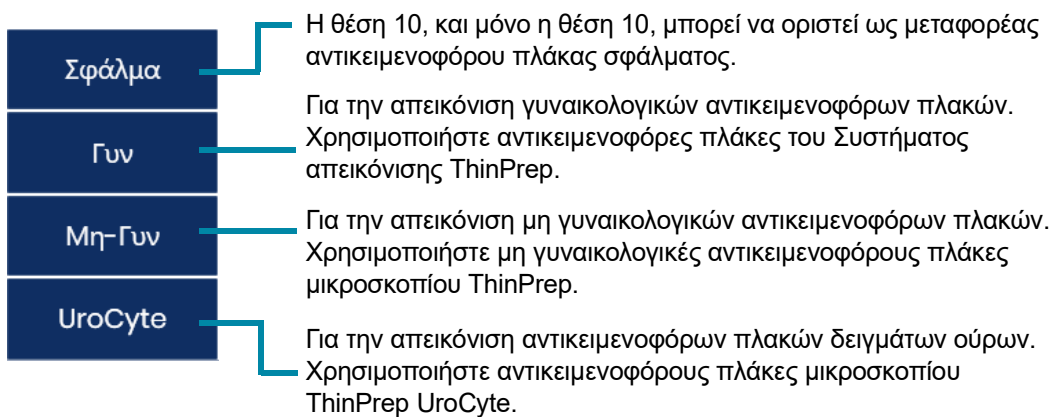 Σφάλμα
Η θέση 10, και μόνο η θέση 10, μπορεί να οριστεί ως μεταφορέας
αντικειμενοφόρου πλάκας σφάλματος.
Γυν
Για την απεικόνιση γυναικολογικών αντικειμενοφόρων πλακών.
Χρησιμοποιήστε αντικειμενοφόρες πλάκες του Συστήματος
απεικόνισης ThinPrep.
Μη-Γυν
Για την απεικόνιση μη γυναικολογικών αντικειμενοφόρων πλακών.
Χρησιμοποιήστε μη γυναικολογικές αντικειμενοφόρους πλάκες
μικροσκοπίου ThinPrep.
UroCyte
Για την απεικόνιση αντικειμενοφόρων πλακών δειγμάτων ούρων.
Χρησιμοποιήστε αντικειμενοφόρους πλάκες μικροσκοπίου
ThinPrep UroCyte.